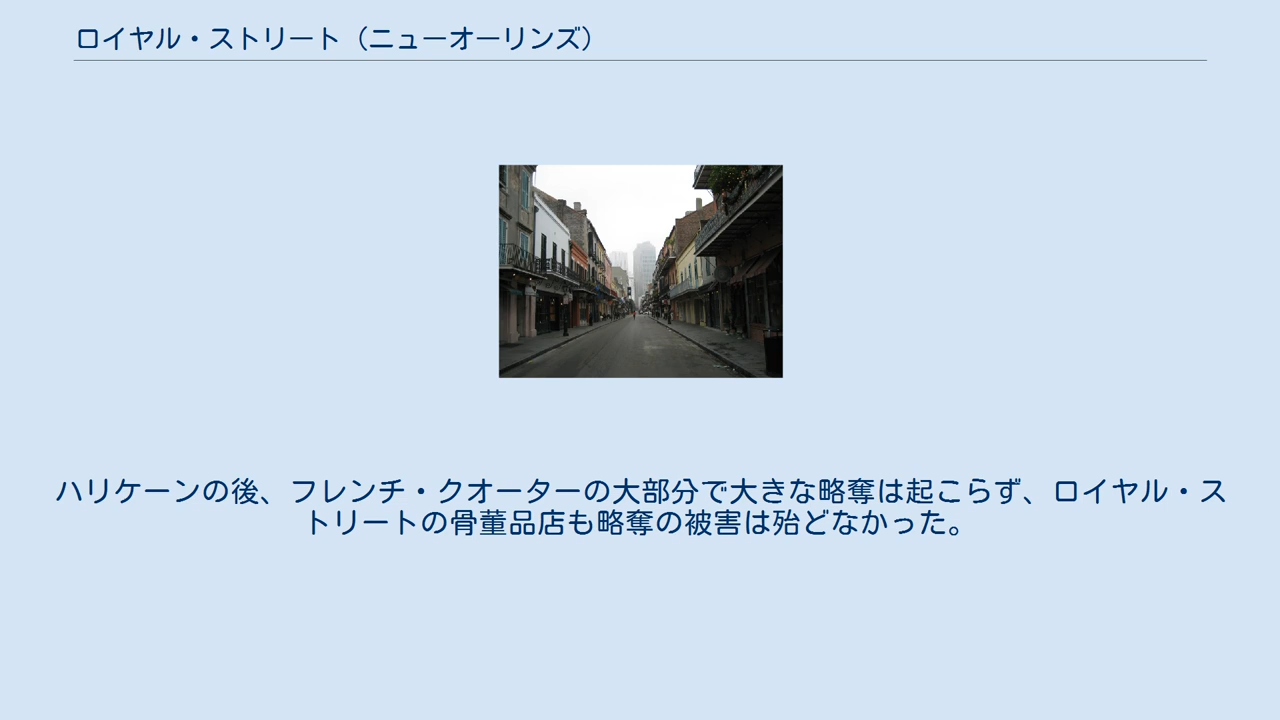 ロイヤル・ストリート（ニューオーリンズ）
ハリケーンの後、フレンチ・クオーターの大部分で大きな略奪は起こらず、ロイヤル・ス
トリートの骨董品店も略奪の被害は殆どなかった。